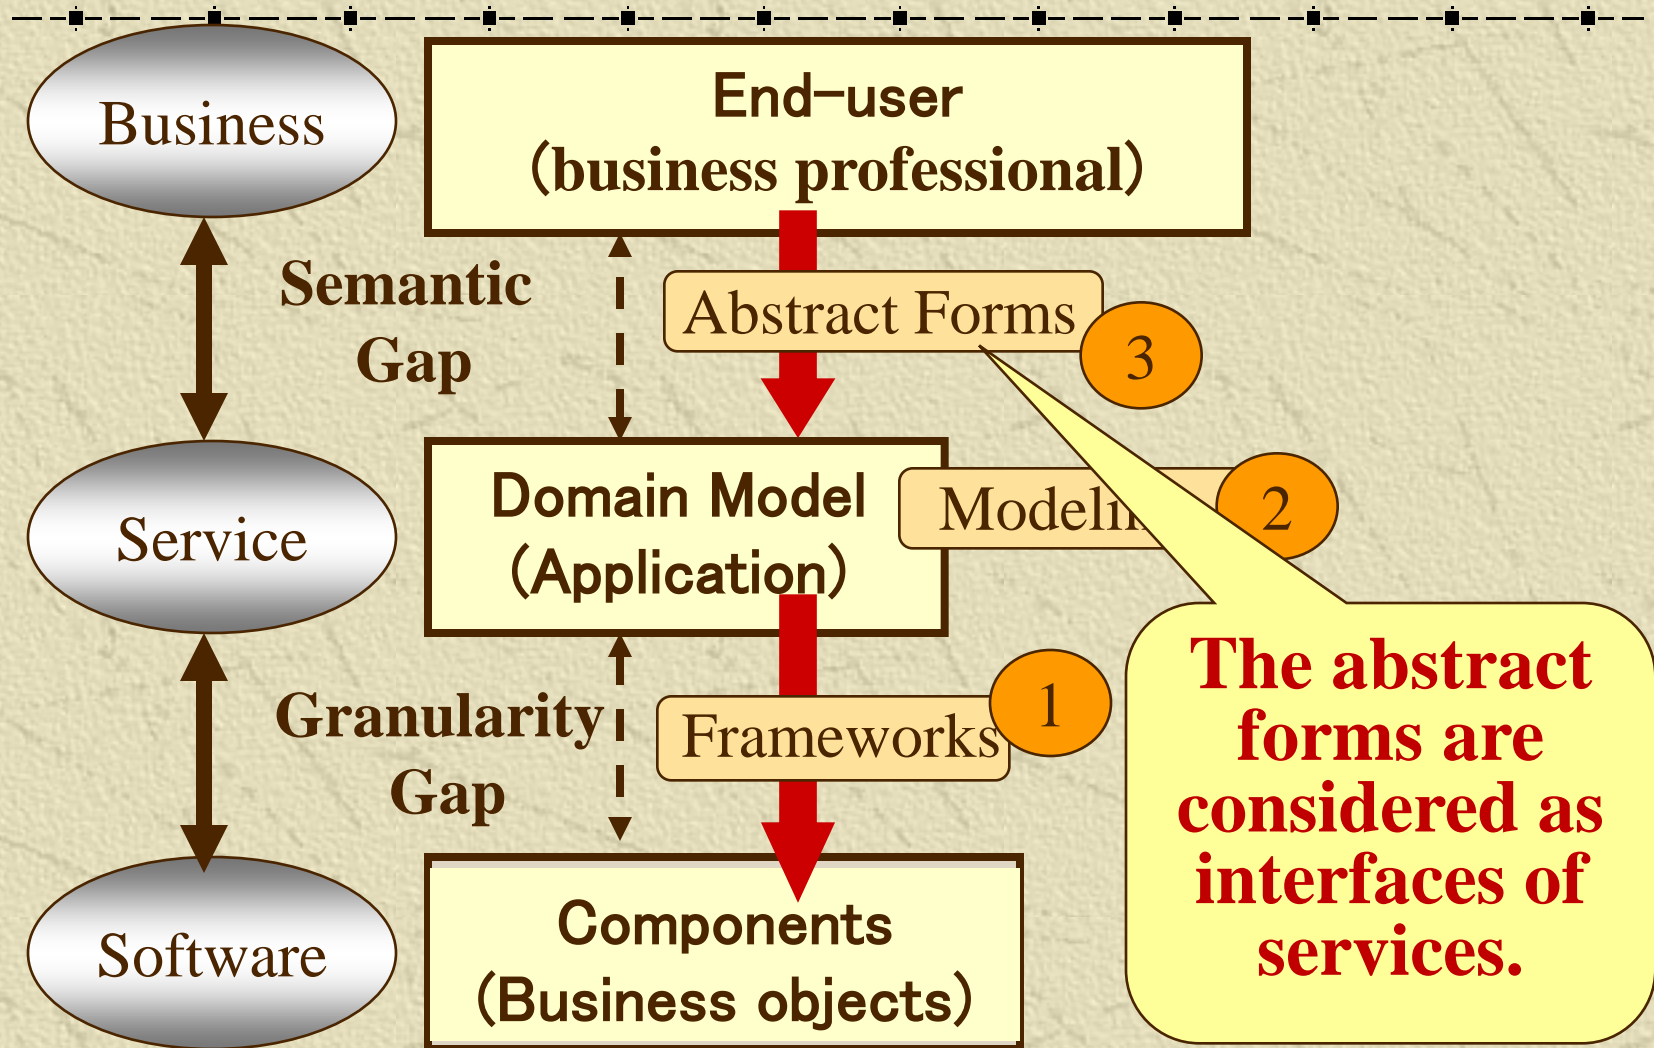 Business
End-user
(business professional)
Semantic
Gap
Abstract Forms
3
Service
Domain Model
(Application)
2
Granularity
Gap
Frameworks
1
The abstract
forms are
considered as
interfaces of
services.
Software
Components
(Business objects)